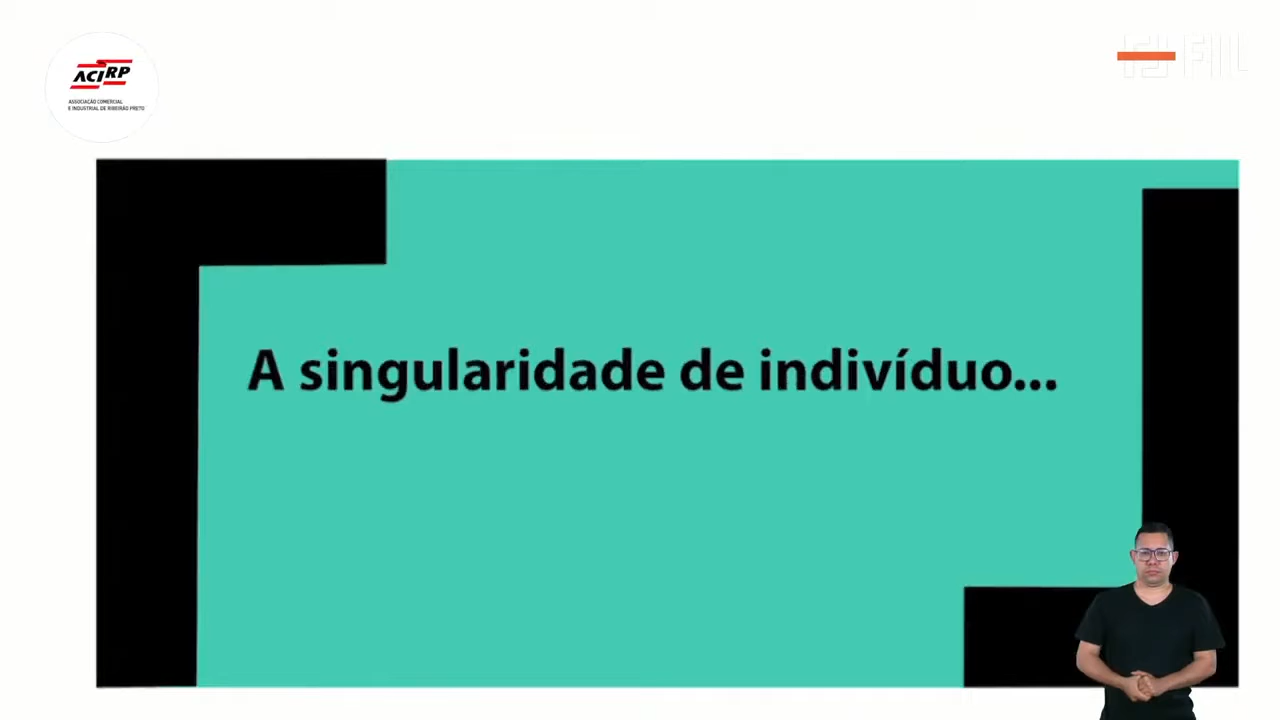 ACIRP
ASSOCIAÇÃO COMERCIAL
E INDUSTRIAL DE RIBEIRÃO PRETO
A singularidade de indivíduo...